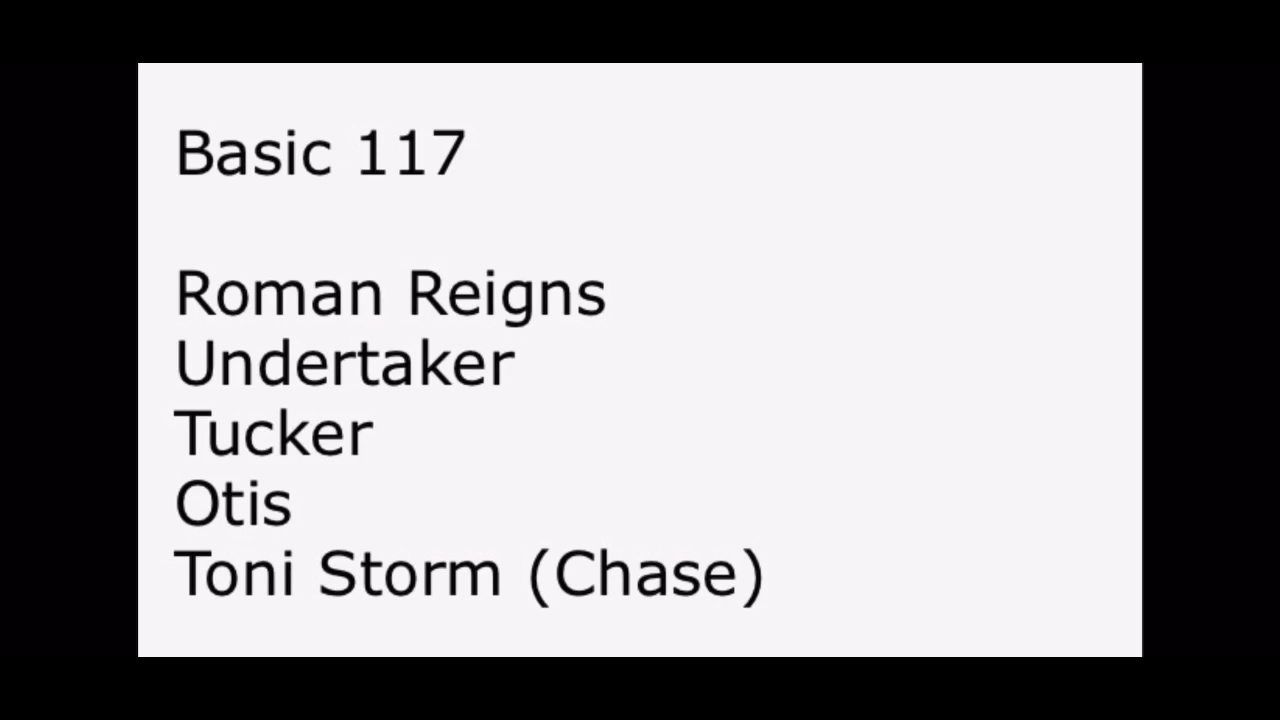 Basic 117
Roman Reigns
Undertaker
Tucker
Otis
Toni Storm (Chase)